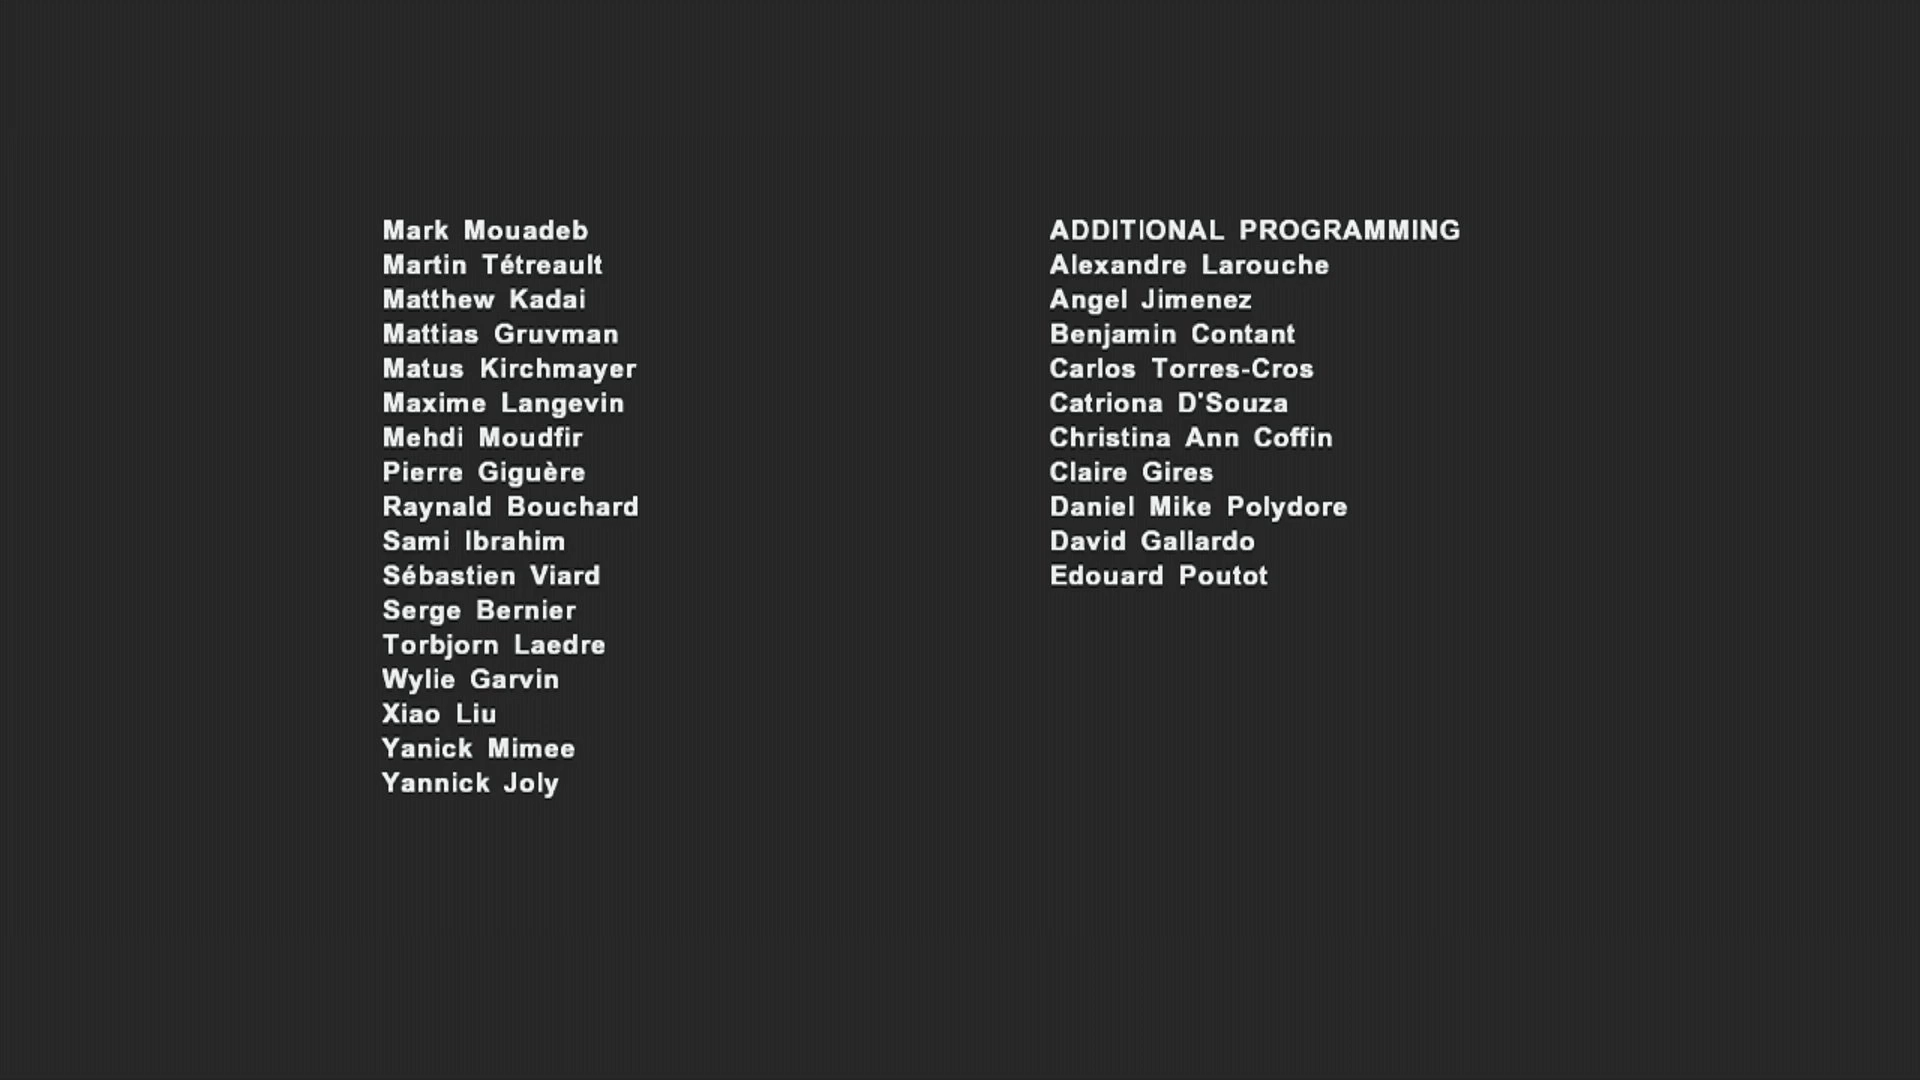 Mark Mouadeb
Martin Tétreault
Matthew Kadai
Mattias Gruvman
Matus Kirchmayer
Maxime Langevin
Mehdi Moudfir
Pierre Giguère
Raynald Bouchard
Sami Ibrahim
Sébastien Viard
Serge Bernier
Torbjorn Laedre
Wylie Garvin
Xiao Liu
Yanick Mimee
Yannick Joly
ADDITIONAL PROGRAMMING
Alexandre Larouche
Angel Jimenez
Benjamin Contant
Carlos Torres-Cros
Catriona D'Souza
Christina Ann Coffin
Claire Gires
Daniel Mike Polydore
David Gallardo
Edouard Poutot